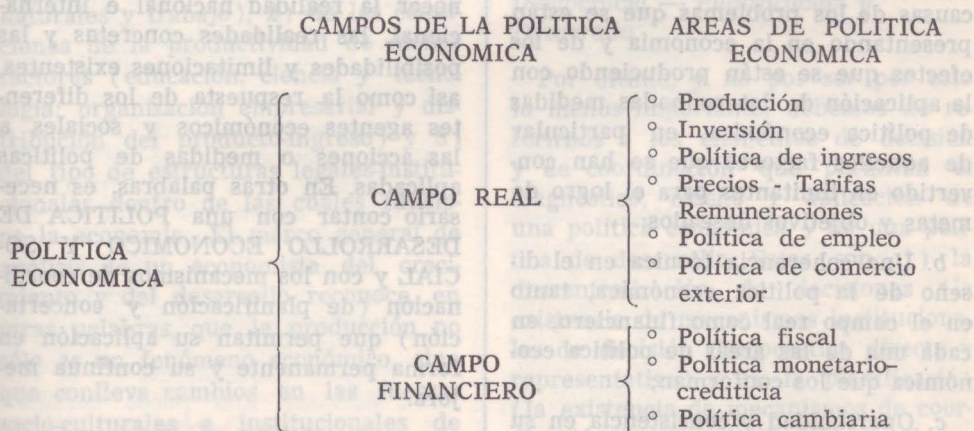 CAMPOS DE LA POLITICA ECONOMICA
AREAS DE POLITICA ECONOMICA
POLITICA ECONOMICA
CAMPO REAL
° Producción
° Inversión
° Política de ingresos
° Precios - Tarifas
° Remuneraciones
° Política de empleo
° Política de comercio
exterior
CAMPO FINANCIERO
° Política fiscal
° Política monetario-
crediticia
° Política cambiaria